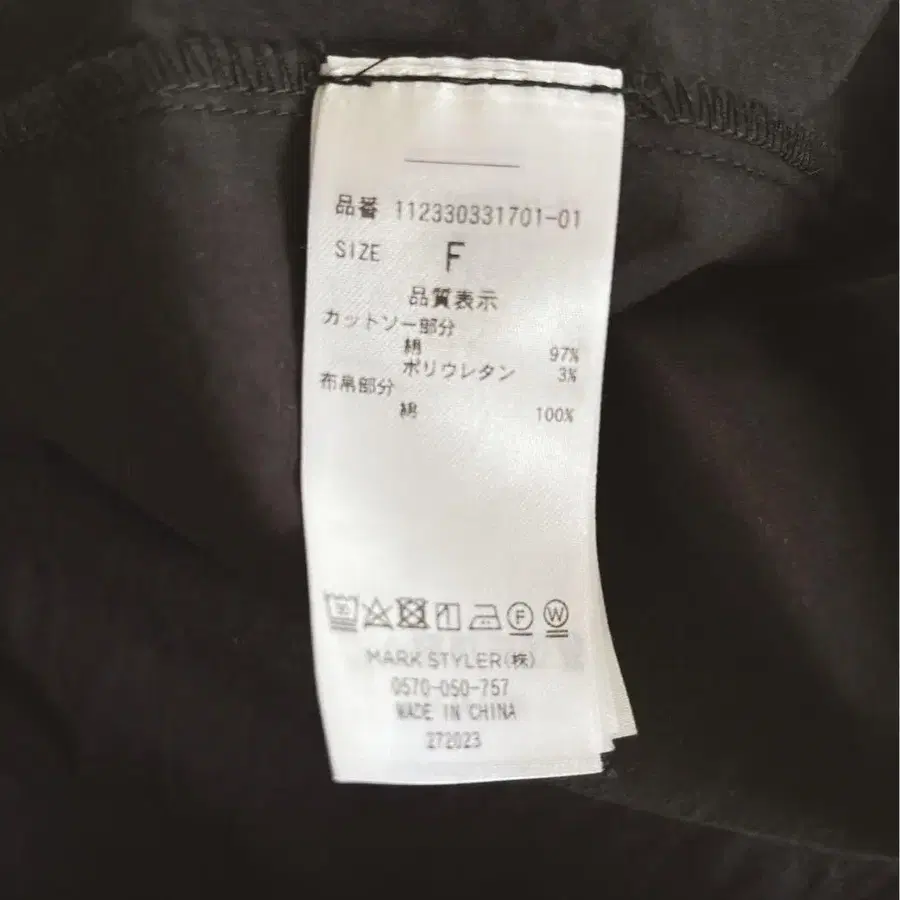 品番 112330331701-01
SIZE F
品質表示
カットソー部分
綿 97%
ポリウレタン 3%
布帛部分
綿 100%
F W
MARK STYLER(株)
0570-050-757
MADE IN CHINA
272023